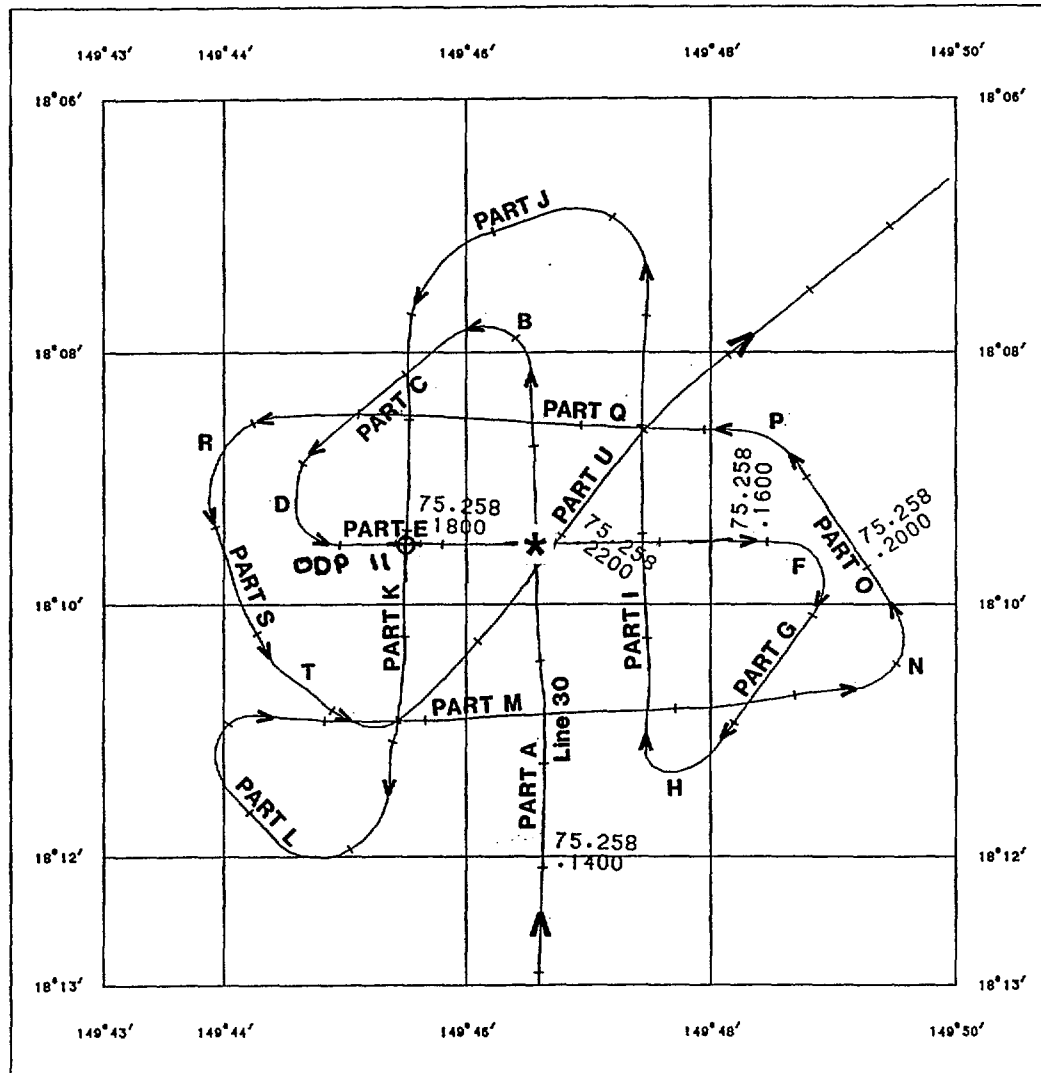 149°43′ 149°44′ 149°46′ 149°48′ 149°50′
18°06′ 18°06′
PART J
B
18°08′ 18°08′
PART C
PART Q
P
R
PART U
75.258
.1600
D
75.258
.1800
PART E
75.258
.2200
75.258
.2000
ODP 11
F
PART O
18°10′ 18°10′
PART S
PART K
PART I
PART G
T
N
PART M
Line 30
PART A
H
PART L
75.258
.1400
18°12′ 18°12′
18°13′ 18°13′
149°43′ 149°44′ 149°46′ 149°48′ 149°50′